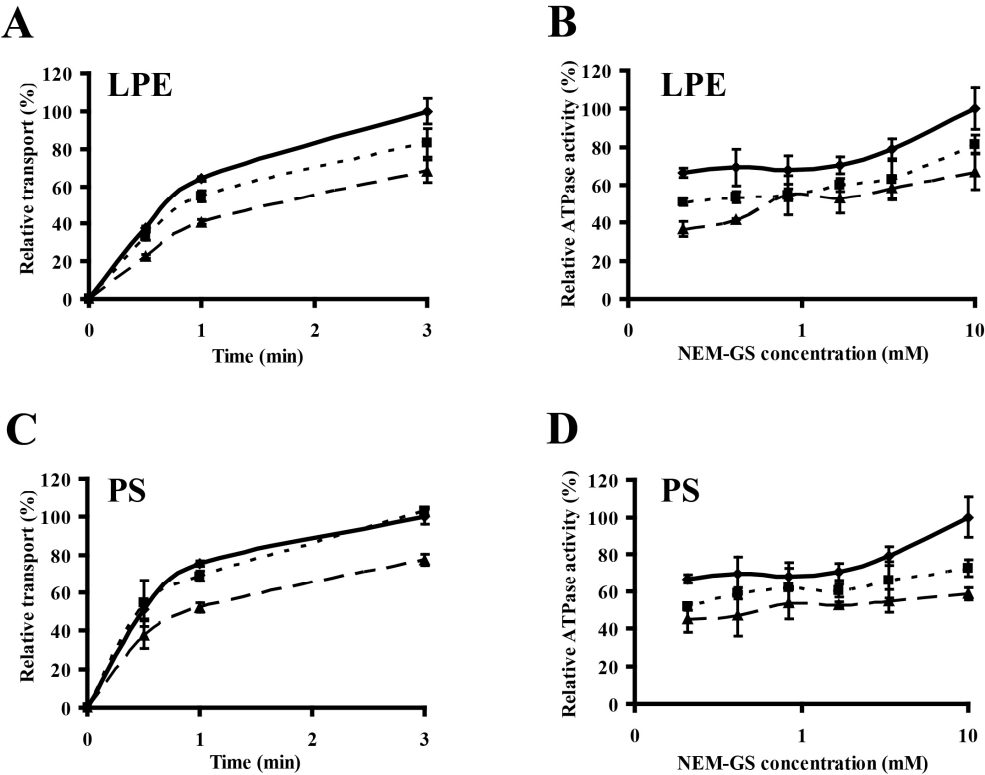 A
LPE
Relative transport (%)
120
100
80
60
40
20
0
0 1 2 3
Time (min)
B
LPE
Relative ATPase activity (%)
120
100
80
60
40
20
0
0 1 10
NEM-GS concentration (mM)
C
PS
Relative transport (%)
120
100
80
60
40
20
0
0 1 2 3
Time (min)
D
PS
Relative ATPase activity (%)
120
100
80
60
40
20
0
0 1 10
NEM-GS concentration (mM)